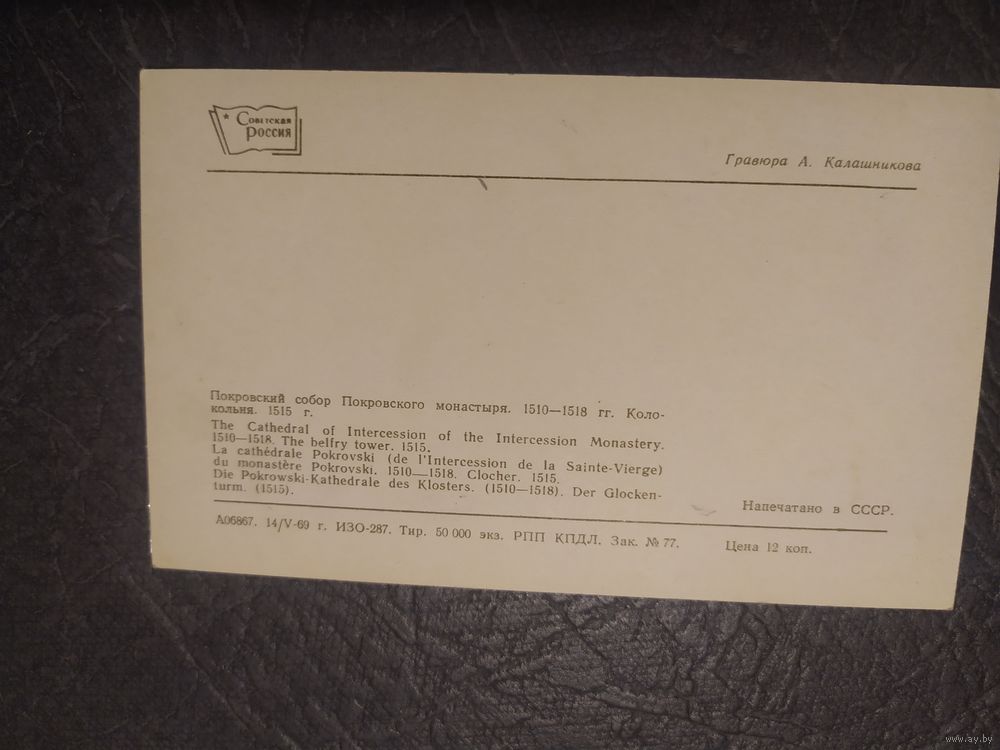 Советская
Россия
Гравюра А. Калашникова
Покровский собор Покровского монастыря. 1510—1518 гг. Коло-
кольня. 1515 г.
The Cathedral of Intercession of the Intercession Monastery.
1510—1518. The belfry tower. 1515.
La cathédrale Pokrovski (de l'Intercession de la Sainte-Vierge)
du monastère Pokrovski. 1510—1518. Clocher. 1515.
Die Pokrowski-Kathedrale des Klosters. (1510—1518). Der Glocken-
turm. (1515).
Напечатано в СССР.
А06867. 14/V-69 г. ИЗО-287. Тир. 50 000 экз. РПП КПДЛ. Зак. № 77.
Цена 12 коп.
www.ay.by